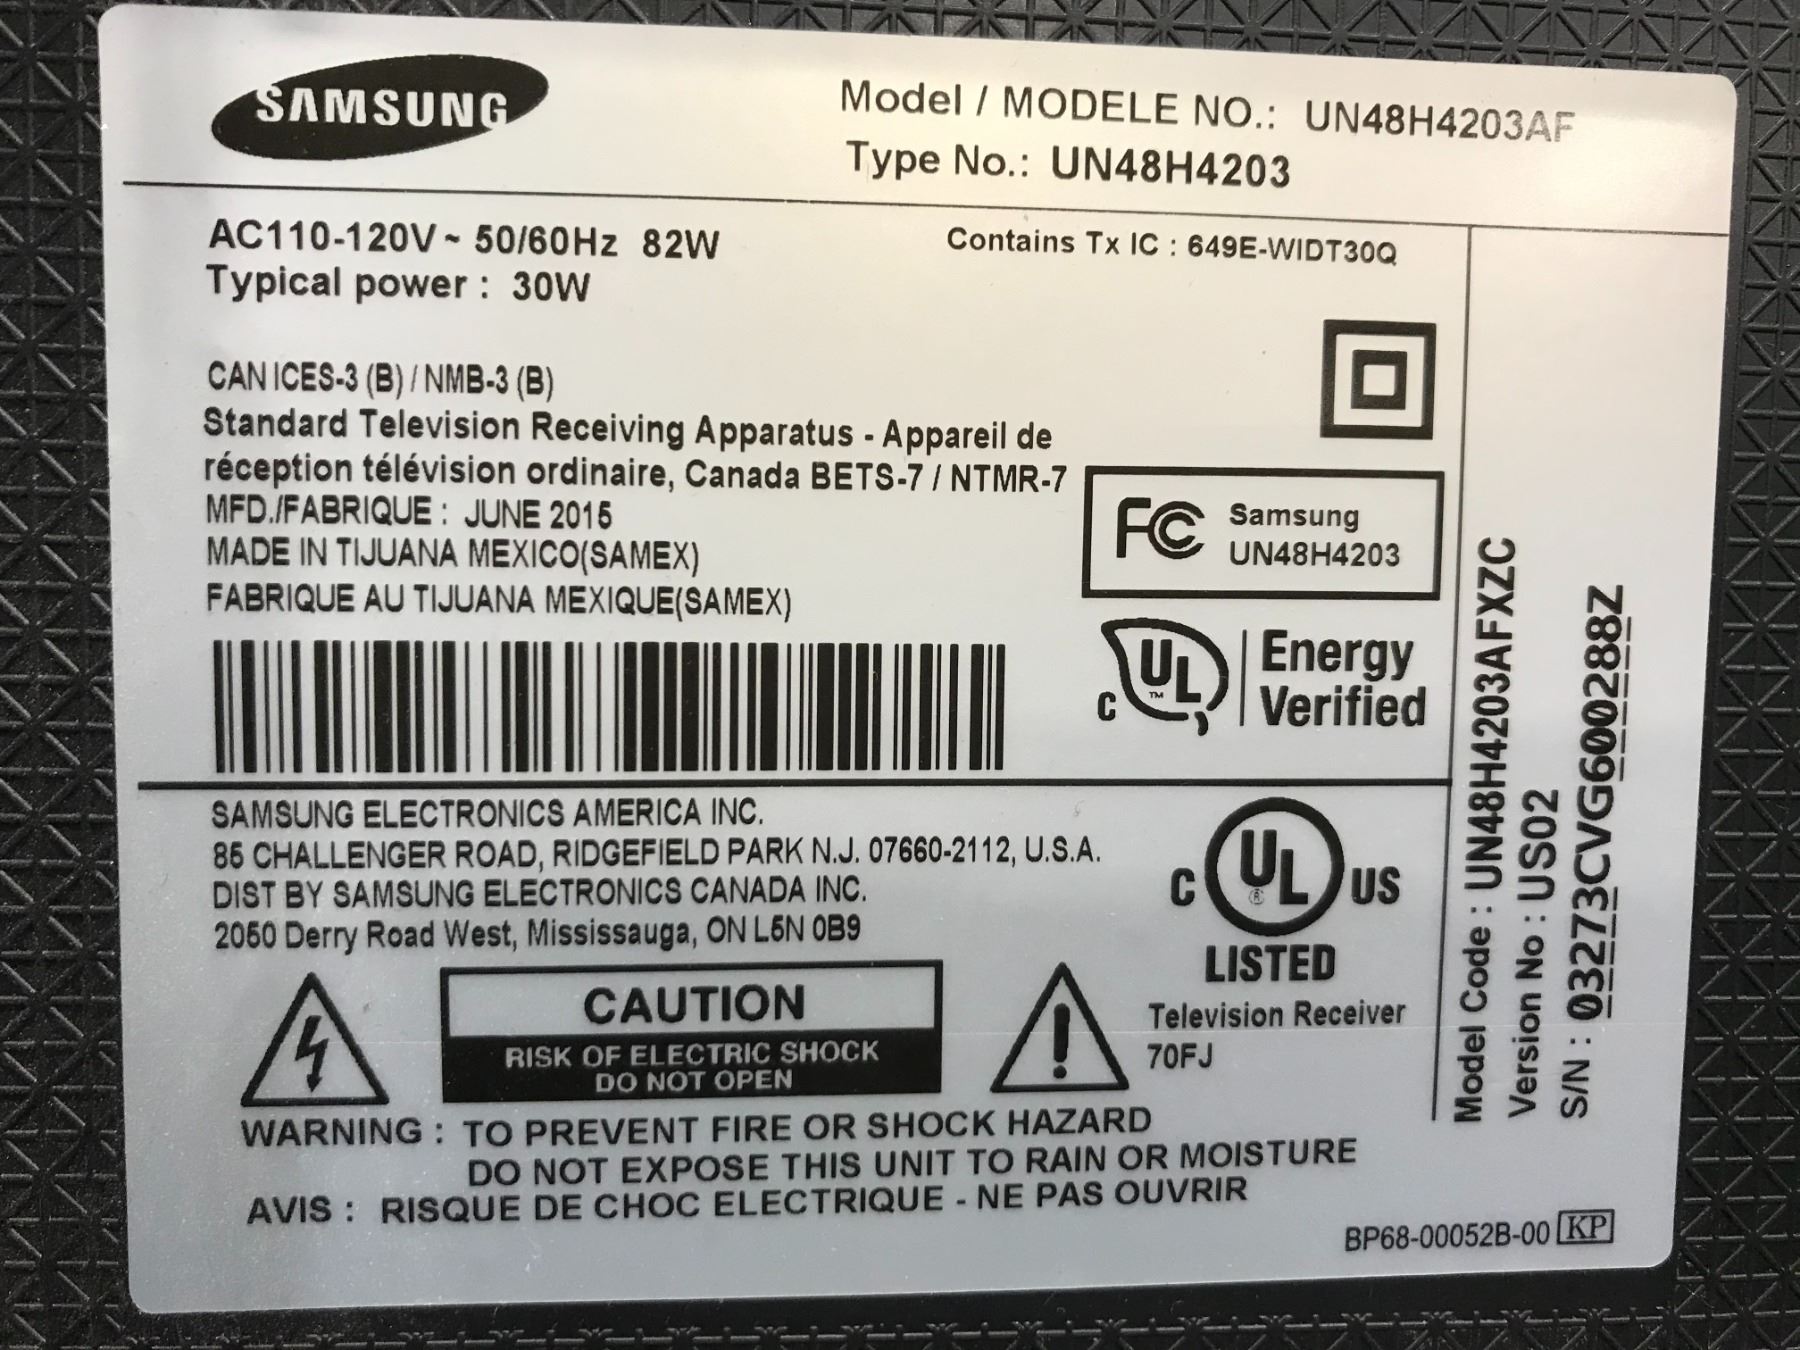 SAMSUNG
Model / MODELE NO.: UN48H4203AF
Type No.: UN48H4203
AC110-120V~ 50/60Hz 82W
Typical power : 30W
Contains Tx IC : 649E-WIDT30Q
CAN ICES-3 (B) / NMB-3 (B)
Standard Television Receiving Apparatus - Appareil de
réception télévision ordinaire, Canada BETS-7 / NTMR-7
MFD./FABRIQUE : JUNE 2015
MADE IN TIJUANA MEXICO(SAMEX)
FABRIQUE AU TIJUANA MEXIQUE(SAMEX)
FC Samsung
UN48H4203
C UL TM Energy
Verified
SAMSUNG ELECTRONICS AMERICA INC.
85 CHALLENGER ROAD, RIDGEFIELD PARK N.J. 07660-2112, U.S.A.
DIST BY SAMSUNG ELECTRONICS CANADA INC.
2050 Derry Road West, Mississauga, ON L5N 0B9
C UL ® US
LISTED
Television Receiver
70FJ
CAUTION
RISK OF ELECTRIC SHOCK
DO NOT OPEN
WARNING : TO PREVENT FIRE OR SHOCK HAZARD
DO NOT EXPOSE THIS UNIT TO RAIN OR MOISTURE
AVIS : RISQUE DE CHOC ELECTRIQUE - NE PAS OUVRIR
BP68-00052B-00 KP
Model Code : UN48H4203AFXZC
Version No : US02
S/N : 03273CVG600288Z